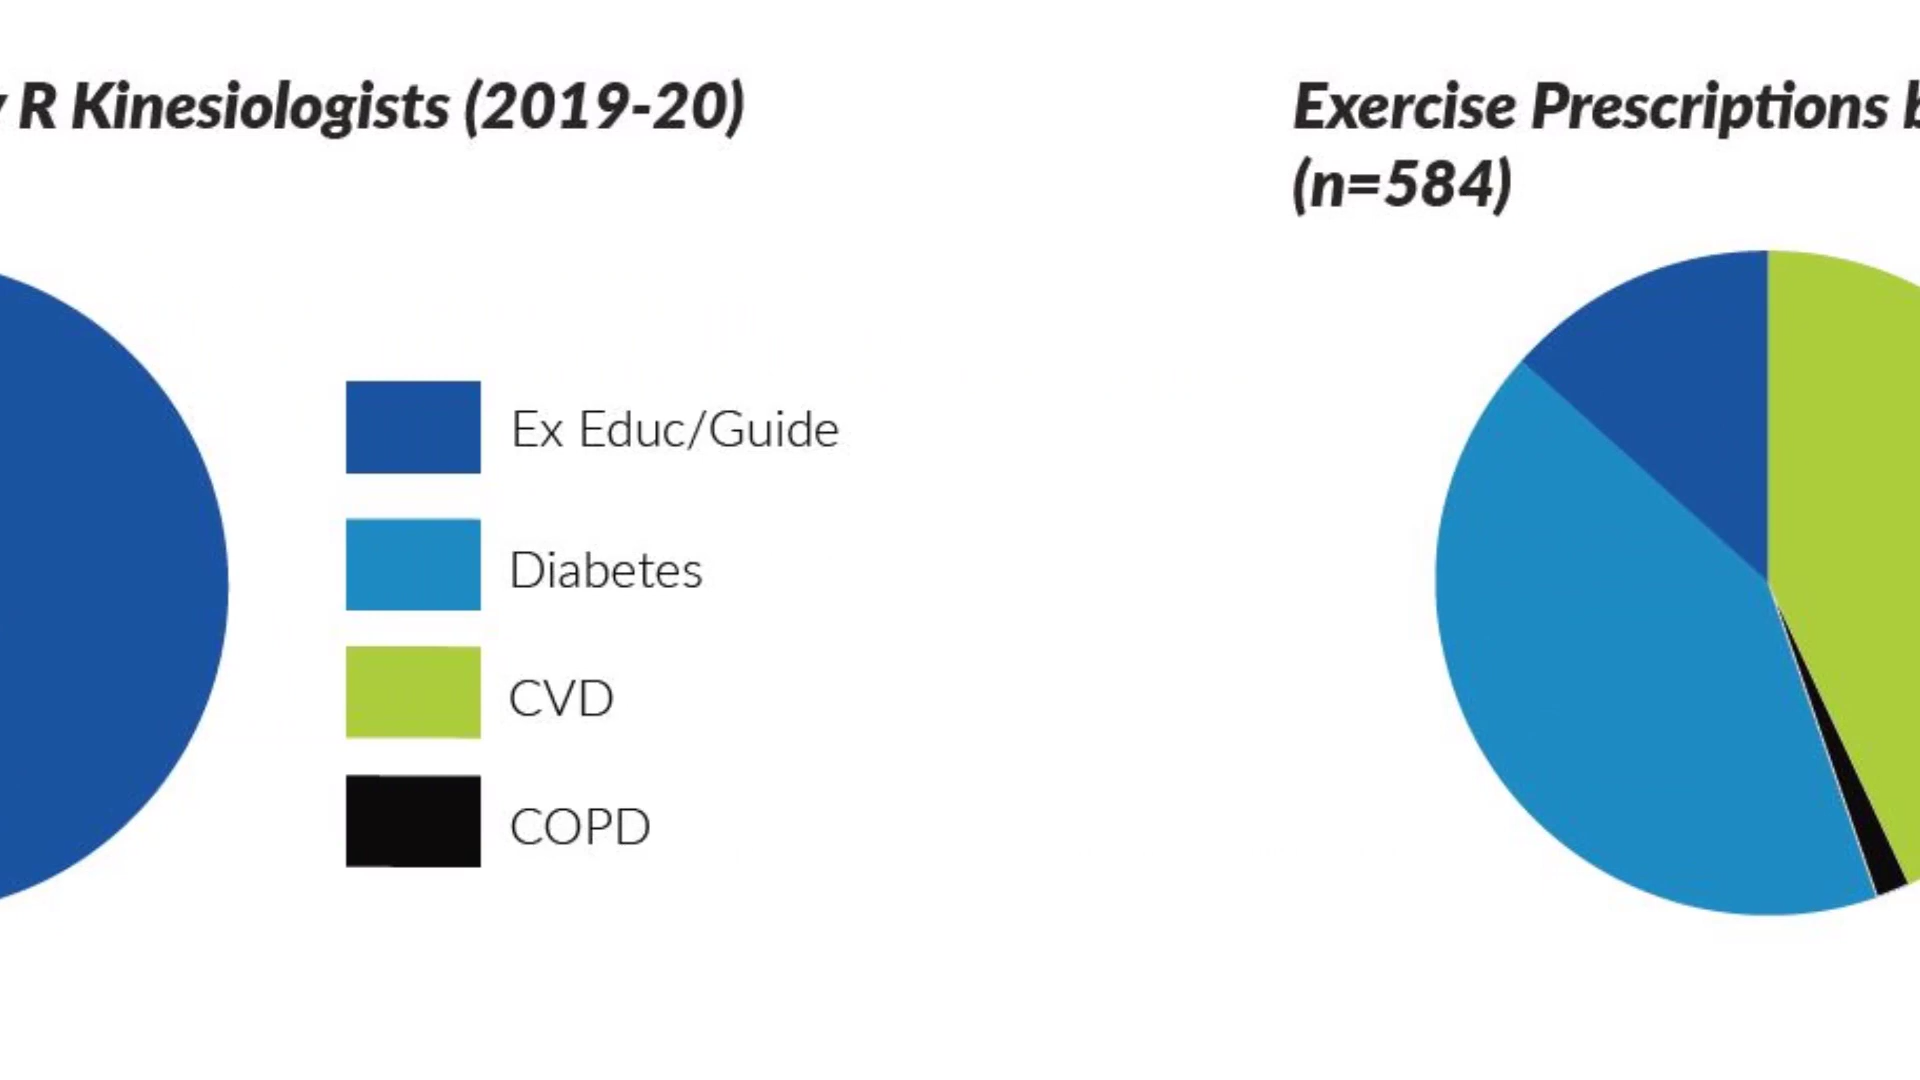 R Kinesiologists (2019-20)
Ex Educ/Guide
Diabetes
CVD
COPD
Exercise Prescriptions
(n=584)